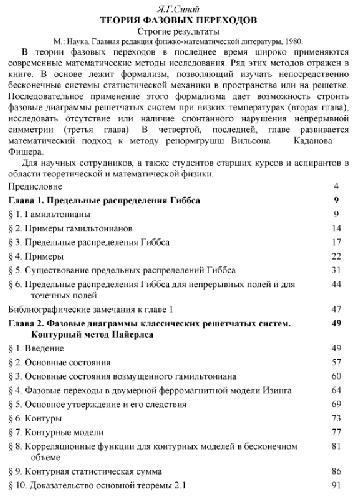 Я.Г.Синай
ТЕОРИЯ ФАЗОВЫХ ПЕРЕХОДОВ
Строгие результаты
М.: Наука. Главная редакция физико-математической литературы, 1980.
В теории фазовых переходов в последнее время широко применяются
современные математические методы исследования. Ряд этих методов отражен в
книге. В основе лежит формализм, позволяющий изучать непосредственно
бесконечные системы статистической механики в пространстве или на решетке.
Последовательное применение этого формализма дает возможность строить
фазовые диаграммы решетчатых систем при низких температурах (вторая глава),
исследовать отсутствие или наличие спонтанного нарушения непрерывной
симметрии (третья глава) В четвертой, последней, главе развивается
математический подход к методу ренормгрупп Вильсона Каданова
Фишера.
Для научных сотрудников, а также студентов старших курсов и аспирантов в
области теоретической и математической физики.
Предисловие 4
Глава 1. Предельные распределения Гиббса 9
§ 1. Гамильтонианы 9
§ 2. Примеры гамильтонианов 14
§ 3. Предельные распределения Гиббса 17
§ 4. Примеры 22
§ 5. Существование предельных распределений Гиббса 31
§ 6. Предельные распределения Гиббса для непрерывных полей и для 44
точечных полей
Библиографические замечания к главе 1 47
Глава 2. Фазовые диаграммы классических решетчатых систем. 49
Контурный метод Пайерлса
§ 1. Введение 49
§ 2. Основные состояния 57
§ 3. Основные состояния возмущенного гамильтониана 60
§ 4. Фазовые переходы в двумерной ферромагнитной модели Изинга 64
§ 5. Основное утверждение и его следствия 69
§ 6. Контуры 73
§ 7. Контурные модели 77
§ 8. Корреляционные функции для контурных моделей в бесконечном 81
объеме
§ 9. Контурная статистическая сумма 86
§ 10. Доказательство основной теоремы 2.1 91